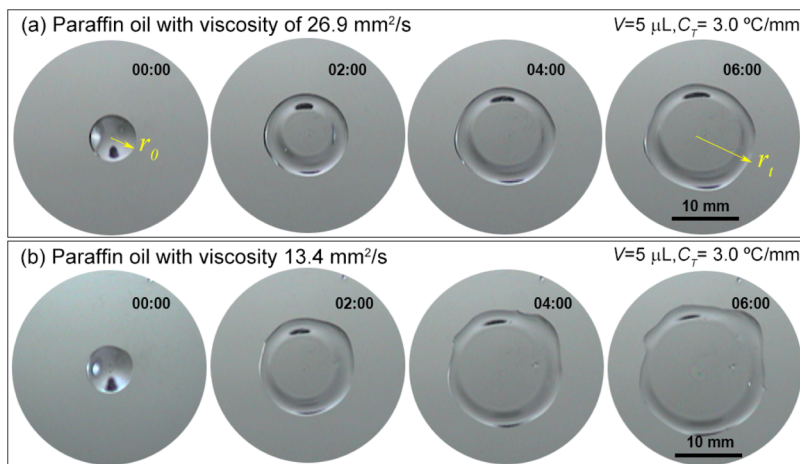 (a) Paraffin oil with viscosity of 26.9 mm²/s
V=5 μL,C_T= 3.0 ºC/mm
00:00
02:00
04:00
06:00
r_0
r_t
10 mm
(b) Paraffin oil with viscosity 13.4 mm²/s
V=5 μL,C_T= 3.0 ºC/mm
00:00
02:00
04:00
06:00
10 mm